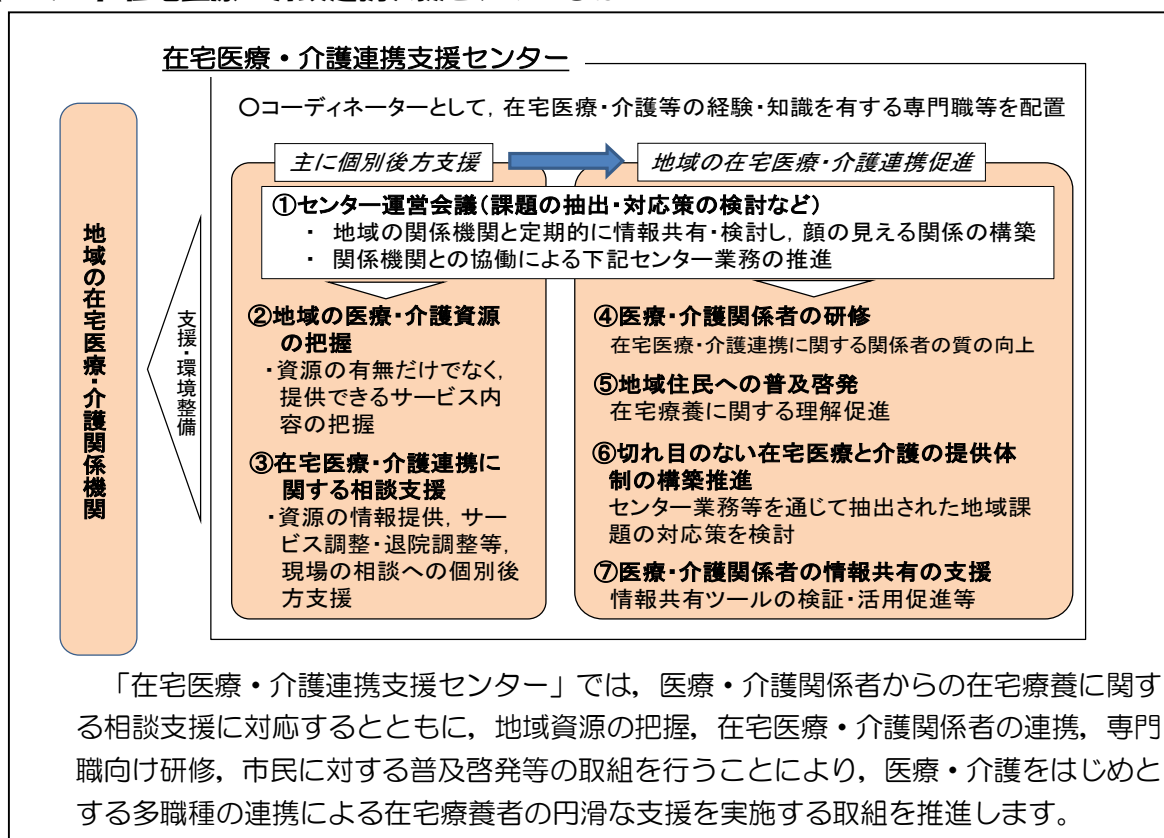 在宅医療・介護連携支援センター
〇コーディネーターとして，在宅医療・介護等の経験・知識を有する専門職等を配置
主に個別後方支援
地域の在宅医療・介護連携促進
①センター運営会議（課題の抽出・対応策の検討など）
・ 地域の関係機関と定期的に情報共有・検討し，顔の見える関係の構築
・ 関係機関との協働による下記センター業務の推進
地域の在宅医療・介護関係機関
支援・環境整備
②地域の医療・介護資源
の把握
・資源の有無だけでなく，
提供できるサービス内
容の把握
③在宅医療・介護連携に
関する相談支援
・資源の情報提供，サー
ビス調整・退院調整等，
現場の相談への個別後
方支援
④医療・介護関係者の研修
在宅医療・介護連携に関する関係者の質の向上
⑤地域住民への普及啓発
在宅療養に関する理解促進
⑥切れ目のない在宅医療と介護の提供体
制の構築推進
センター業務等を通じて抽出された地域課
題の対応策を検討
⑦医療・介護関係者の情報共有の支援
情報共有ツールの検証・活用促進等
「在宅医療・介護連携支援センター」では，医療・介護関係者からの在宅療養に関す
る相談支援に対応するとともに，地域資源の把握，在宅医療・介護関係者の連携，専門
職向け研修，市民に対する普及啓発等の取組を行うことにより，医療・介護をはじめと
する多職種の連携による在宅療養者の円滑な支援を実施する取組を推進します。